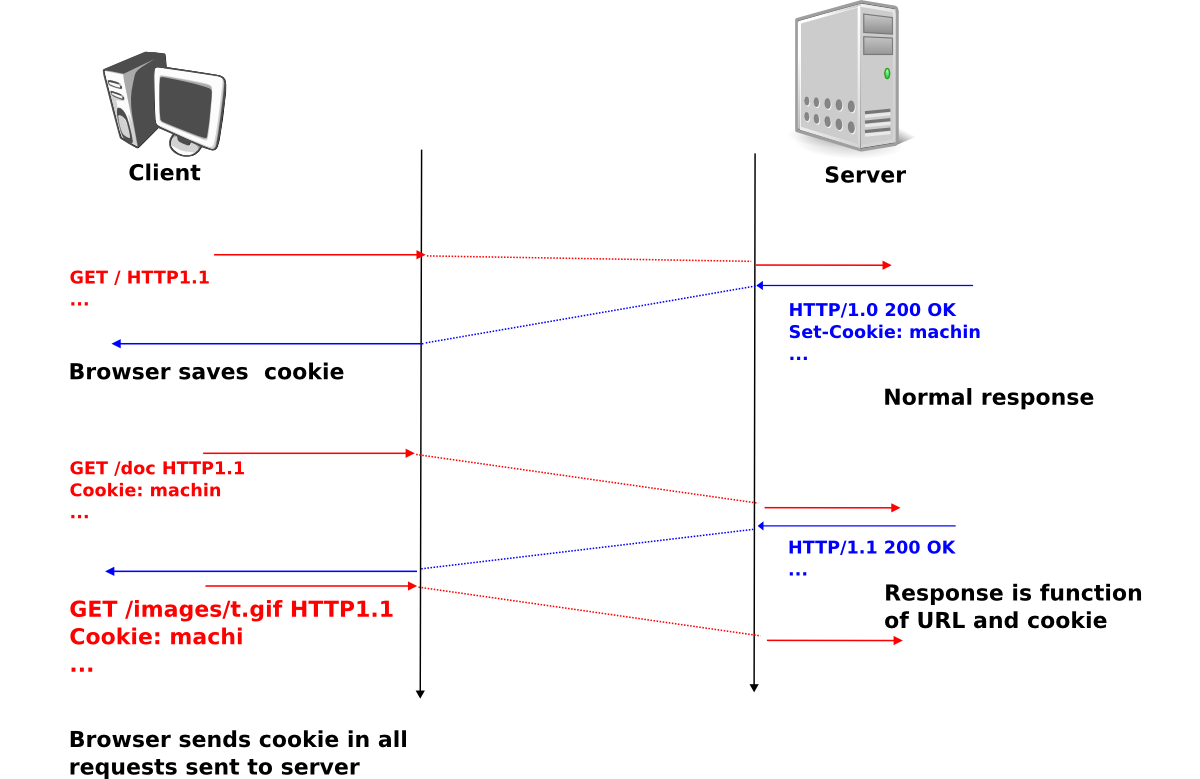 Client
Server
GET / HTTP1.1
...
HTTP/1.0 200 OK
Set-Cookie: machin
...
Browser saves  cookie
Normal response
GET /doc HTTP1.1
Cookie: machin
...
HTTP/1.1 200 OK
...
Response is function
of URL and cookie
GET /images/t.gif HTTP1.1
Cookie: machi
...
Browser sends cookie in all
requests sent to server